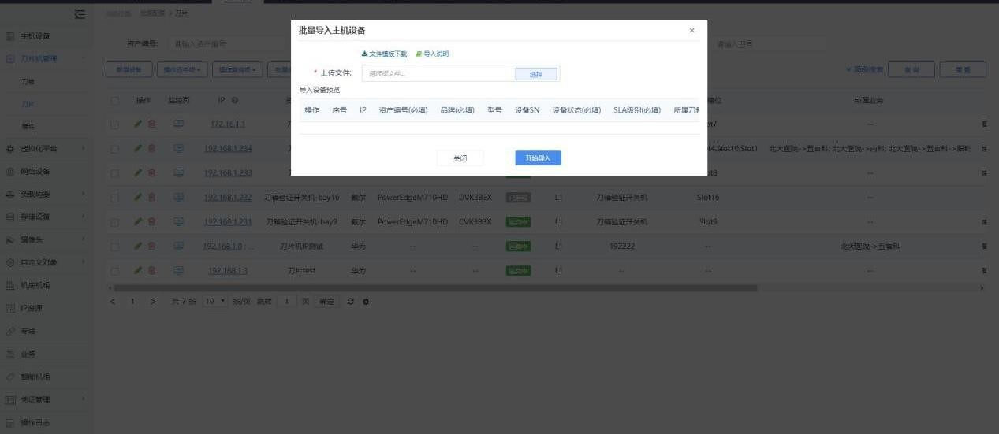 资源配置 > 刀片
主机设备
刀片机管理
刀箱
刀片
模块
虚拟化平台
网络设备
负载均衡
存储设备
摄像头
自定义对象
机房机柜
IP资源
专线
业务
智能机柜
凭证管理
操作日志
资产编号: 请输入资产编号 请输入型号
新增设备 操作选中项 操作查询项 高级搜索 查询 重置
操作 监控页 IP 所属业务
172.16.1.1 --
192.168.1.234 t4,Slot10,Slot1 北大医院->五官科; 北大医院->内科; 北大医院->五官科->眼科
192.168.1.233 --
192.168.1.232 刀箱验证开关机-bay16 戴尔 PowerEdgeM710HD DVK3B3X L1 刀箱验证开关机 Slot16 --
192.168.1.231 刀箱验证开关机-bay9 戴尔 PowerEdgeM710HD CVK3B3X 运营中 L1 刀箱验证开关机 Slot9 --
192.168.1.0 ; ... 刀片机IP测试 华为 -- -- 运营中 L1 192222 -- 北大医院->五官科
192.168.1.3 刀片test 华为 -- -- 运营中 L1 -- -- --
< 1 > 共 7 条 10 条/页 跳转 1 页 确定
批量导入主机设备 ×
文件模板下载 导入说明
* 上传文件: 请选择文件... 选择
导入设备预览
操作 序号 IP 资产编号(必填) 品牌(必填) 型号 设备SN 设备状态(必填) SLA级别(必填) 所属刀箱
关闭 开始导入